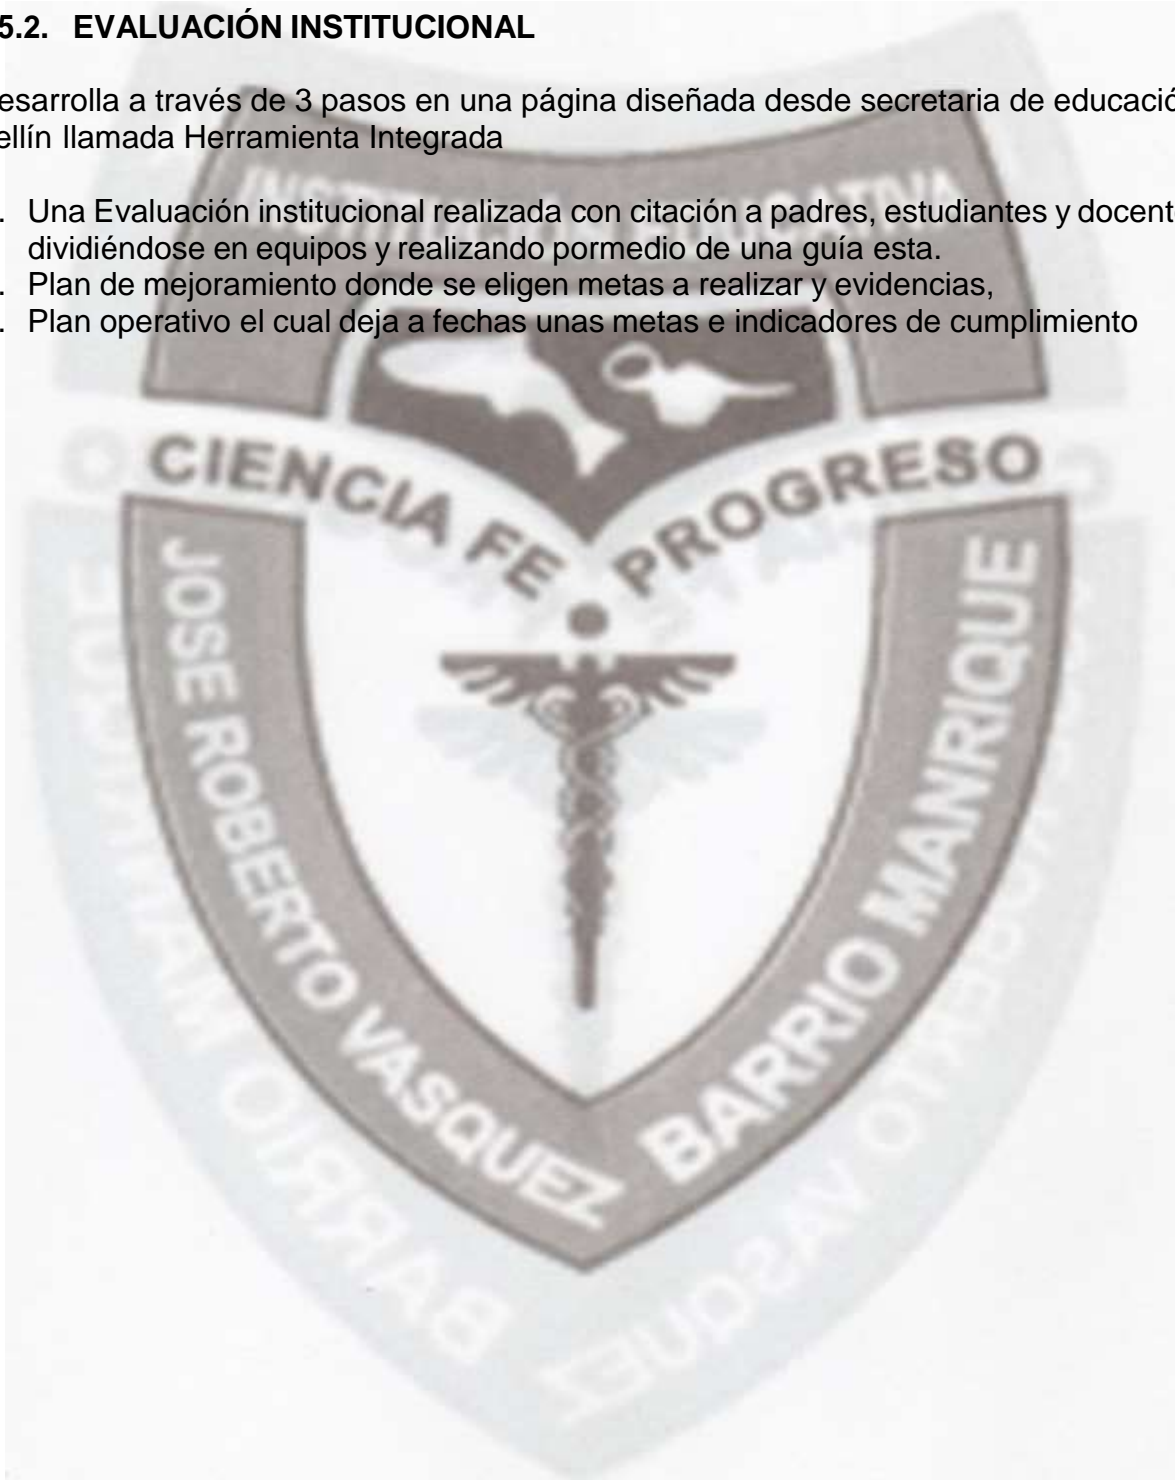 5.2. EVALUACIÓN INSTITUCIONAL
esarrolla a través de 3 pasos en una página diseñada desde secretaria de educació
ellín llamada Herramienta Integrada
. Una Evaluación institucional realizada con citación a padres, estudiantes y docent
dividiéndose en equipos y realizando pormedio de una guía esta.
. Plan de mejoramiento donde se eligen metas a realizar y evidencias,
. Plan operativo el cual deja a fechas unas metas e indicadores de cumplimiento
INSTITUCIÓN EDUCATIVA
CIENCIA FE Y PROGRESO
JOSE ROBERTO VASQUEZ
BARRIO MANRIQUE